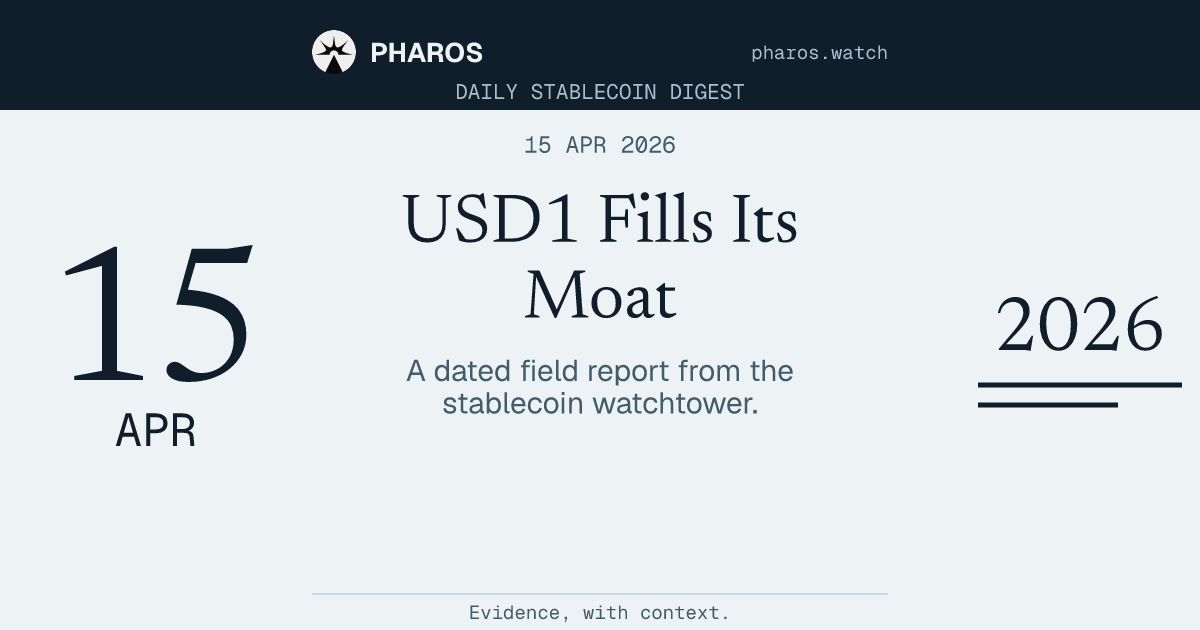 PHAROS
pharos.watch
DAILY STABLECOIN DIGEST
15 APR 2026
USD1 Fills Its
Moat
15
APR
2026
A dated field report from the
stablecoin watchtower.
Evidence, with context.